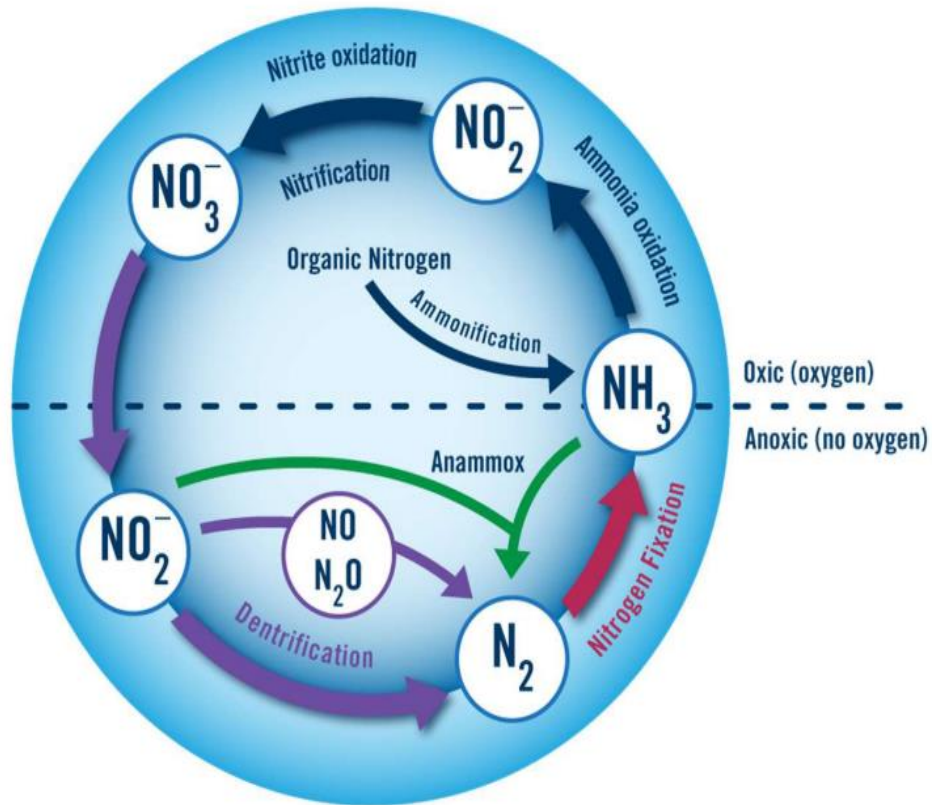 Nitrite oxidation
NO₂⁻
NO₃⁻
Nitrification
Ammonia oxidation
Organic Nitrogen
Ammonification
NH₃
Oxic (oxygen)
Anoxic (no oxygen)
Anammox
NO₂⁻
NO
N₂O
Dentrification
N₂
Nitrogen Fixation